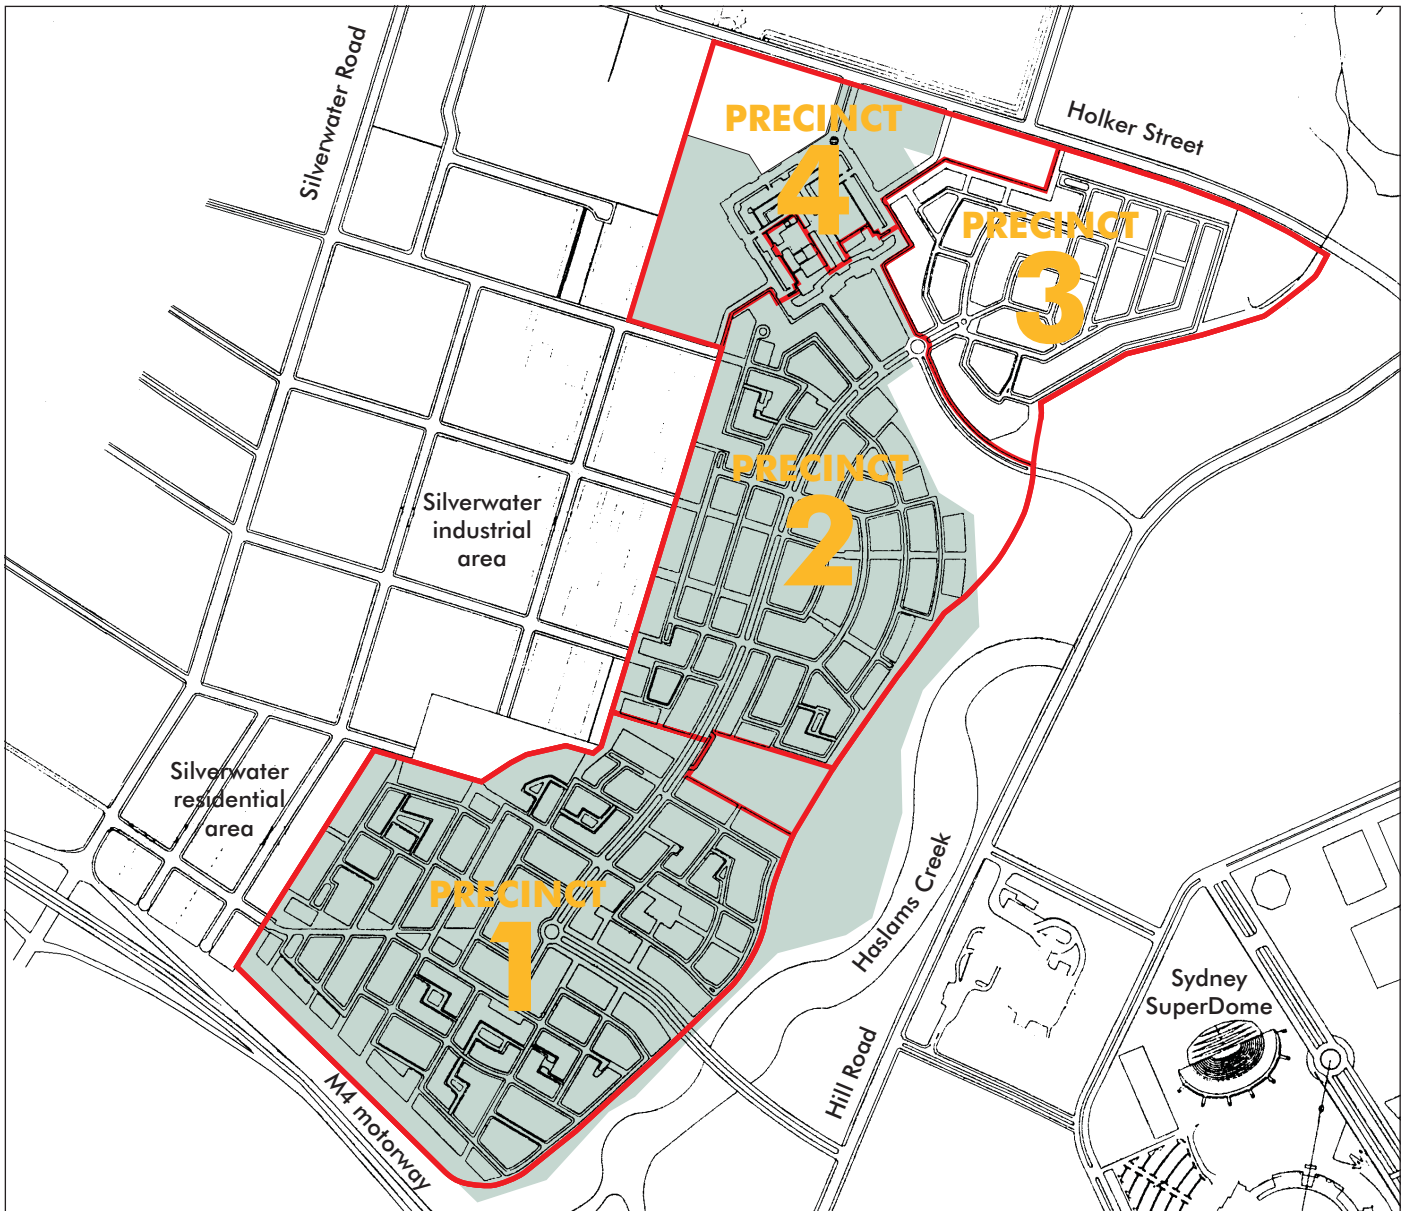 Silverwater Road
Holker Street
PRECINCT
4
PRECINCT
3
PRECINCT
2
Silverwater
industrial
area
Silverwater
residential
area
PRECINCT
1
Haslams Creek
Hill Road
M4 motorway
Sydney
SuperDome